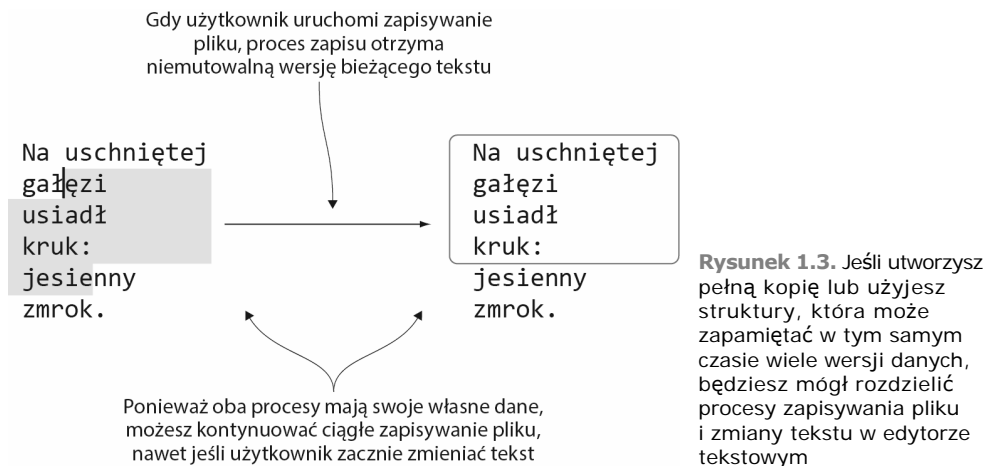 Gdy użytkownik uruchomi zapisywanie
pliku, proces zapisu otrzyma
niemutowalną wersję bieżącego tekstu
Na uschniętej
gałęzi
usiadł
kruk:
jesienny
zmrok.
Na uschniętej
gałęzi
usiadł
kruk:
jesienny
zmrok.
Ponieważ oba procesy mają swoje własne dane,
możesz kontynuować ciągłe zapisywanie pliku,
nawet jeśli użytkownik zacznie zmieniać tekst
Rysunek 1.3. Jeśli utworzysz
pełną kopię lub użyjesz
struktury, która może
zapamiętać w tym samym
czasie wiele wersji danych,
będziesz mógł rozdzielić
procesy zapisywania pliku
i zmiany tekstu w edytorze
tekstowym